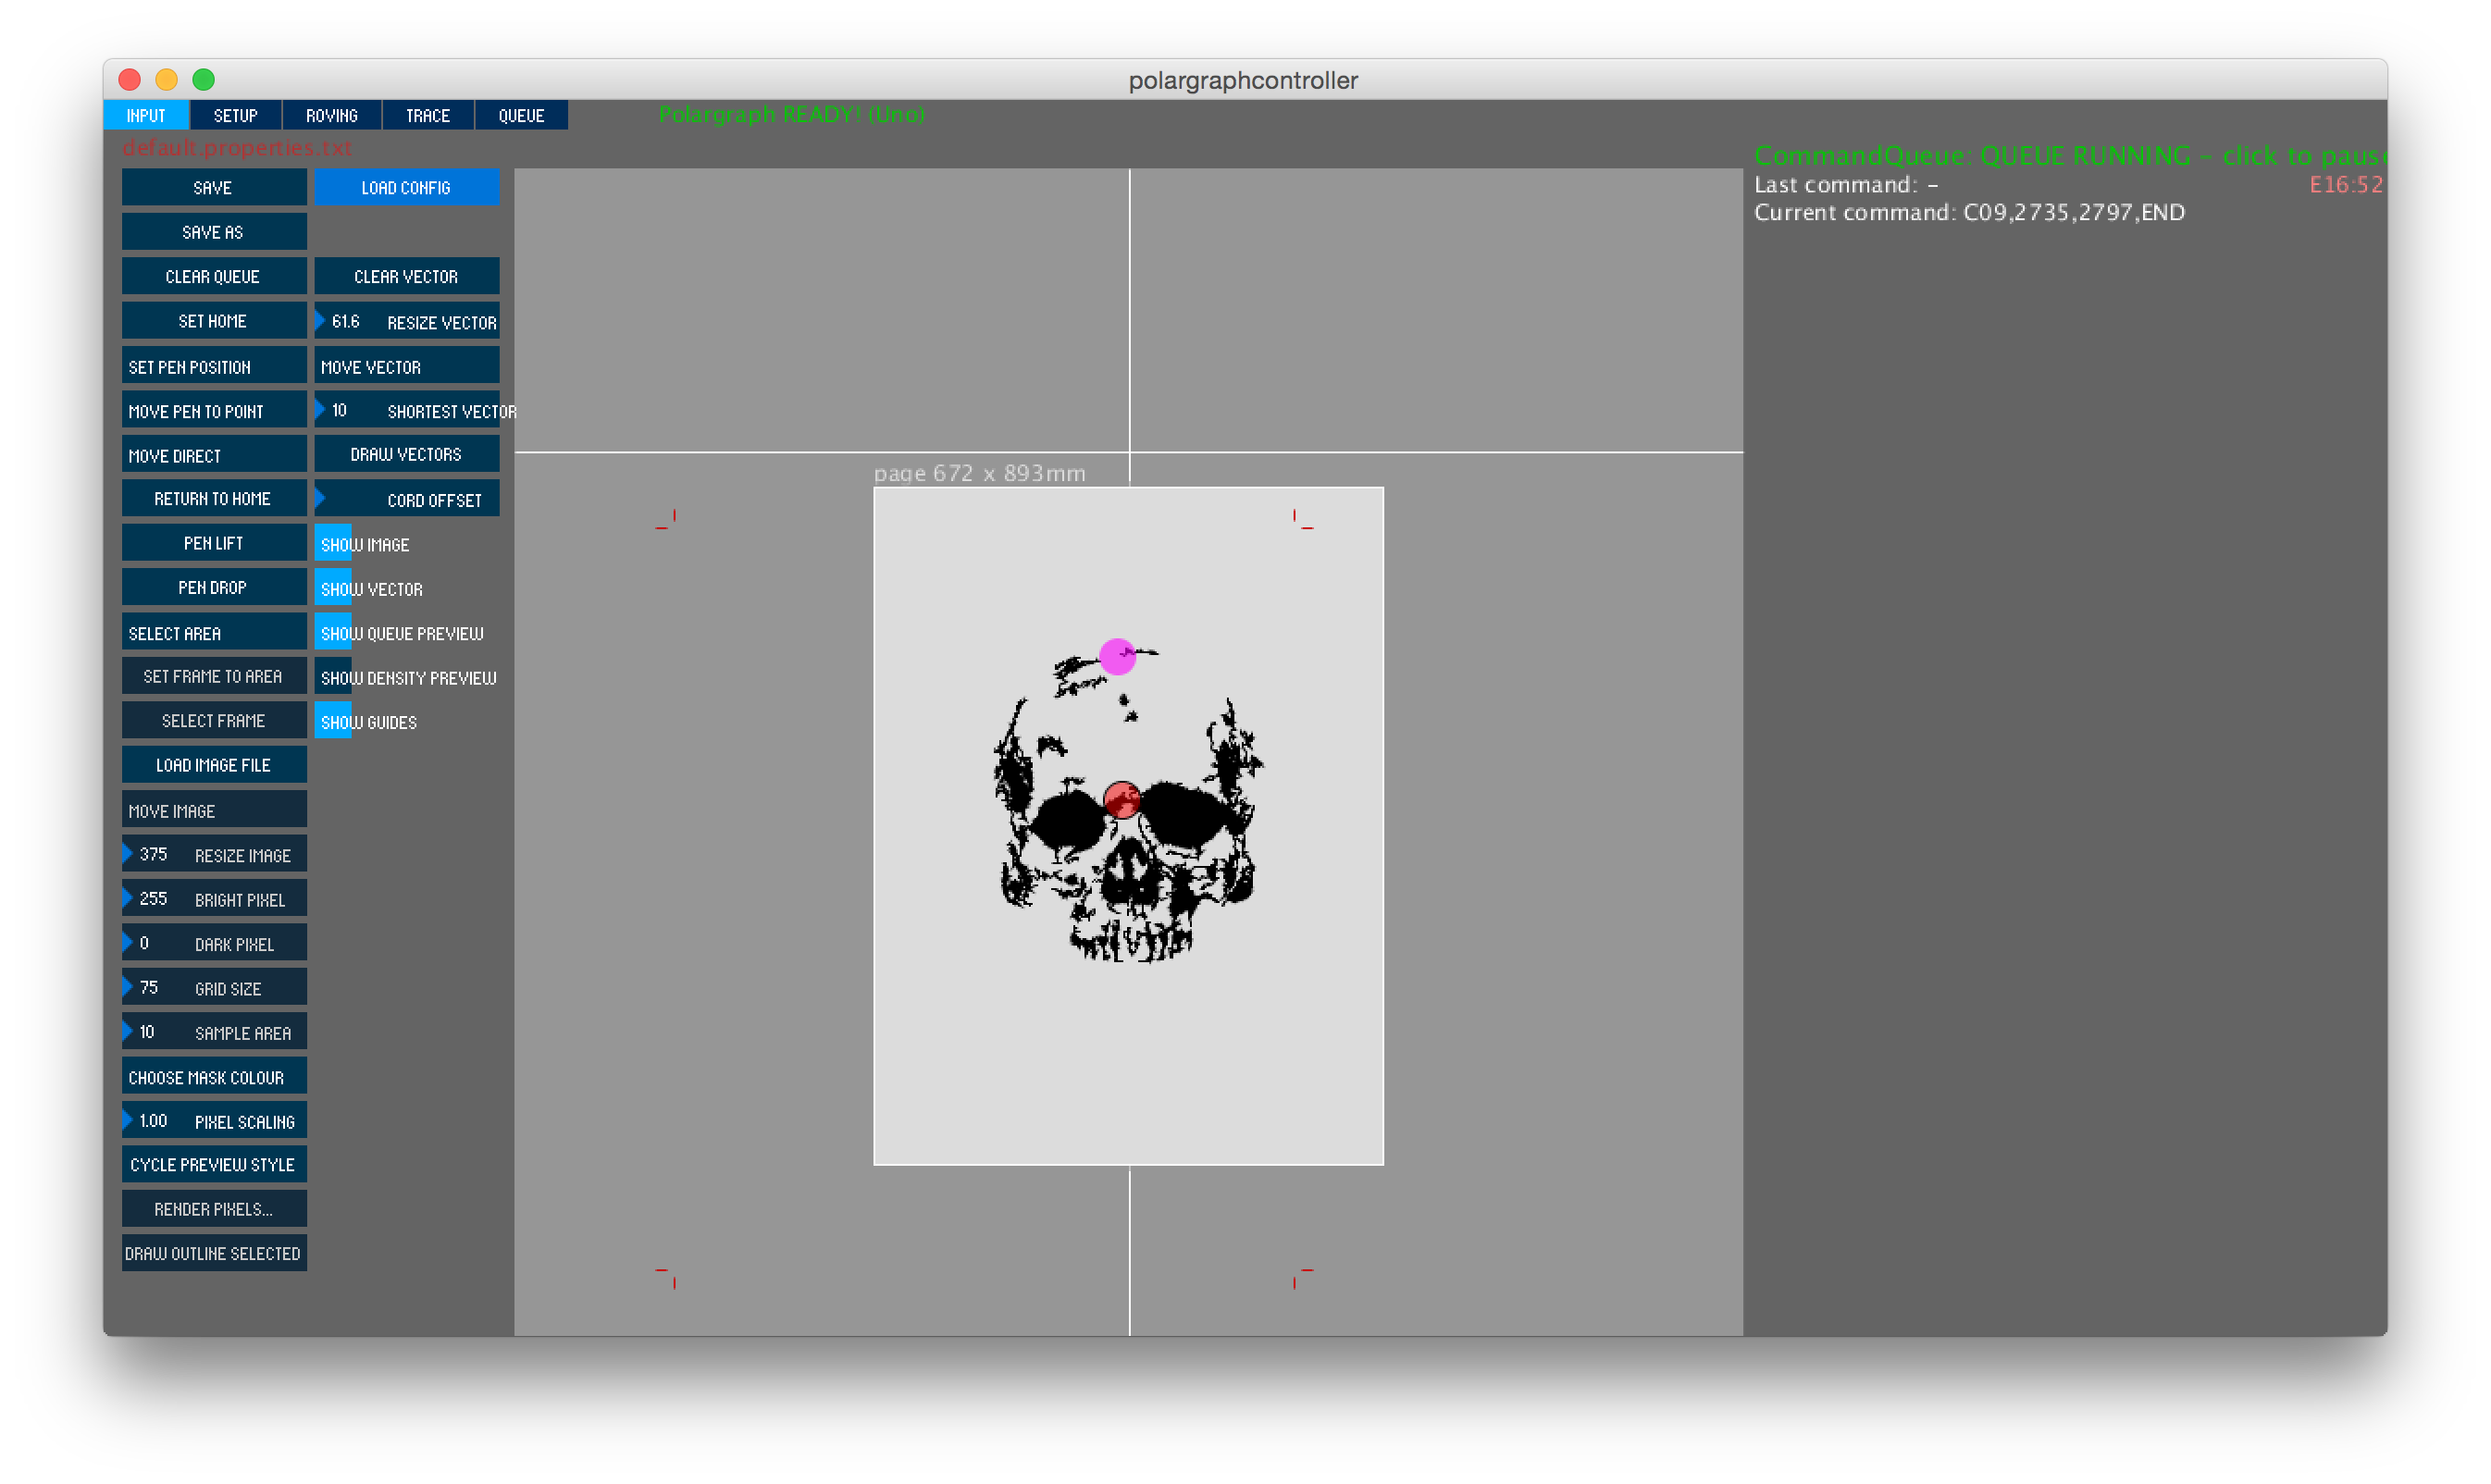 polargraphcontroller
INPUT SETUP ROVING TRACE QUEUE Polargraph READY! (Uno)
default.properties.txt
CommandQueue: QUEUE RUNNING - click to pause
Last command: - E16:52
Current command: C09,2735,2797,END
SAVE LOAD CONFIG
SAVE AS
CLEAR QUEUE CLEAR VECTOR
SET HOME 61.6 RESIZE VECTOR
SET PEN POSITION MOVE VECTOR
MOVE PEN TO POINT 10 SHORTEST VECTOR
MOVE DIRECT DRAW VECTORS
page 672 x 893mm
RETURN TO HOME CORD OFFSET
PEN LIFT SHOW IMAGE
PEN DROP SHOW VECTOR
SELECT AREA SHOW QUEUE PREVIEW
SET FRAME TO AREA SHOW DENSITY PREVIEW
SELECT FRAME SHOW GUIDES
LOAD IMAGE FILE
MOVE IMAGE
375 RESIZE IMAGE
255 BRIGHT PIXEL
0 DARK PIXEL
75 GRID SIZE
10 SAMPLE AREA
CHOOSE MASK COLOUR
1.00 PIXEL SCALING
CYCLE PREVIEW STYLE
RENDER PIXELS...
DRAW OUTLINE SELECTED